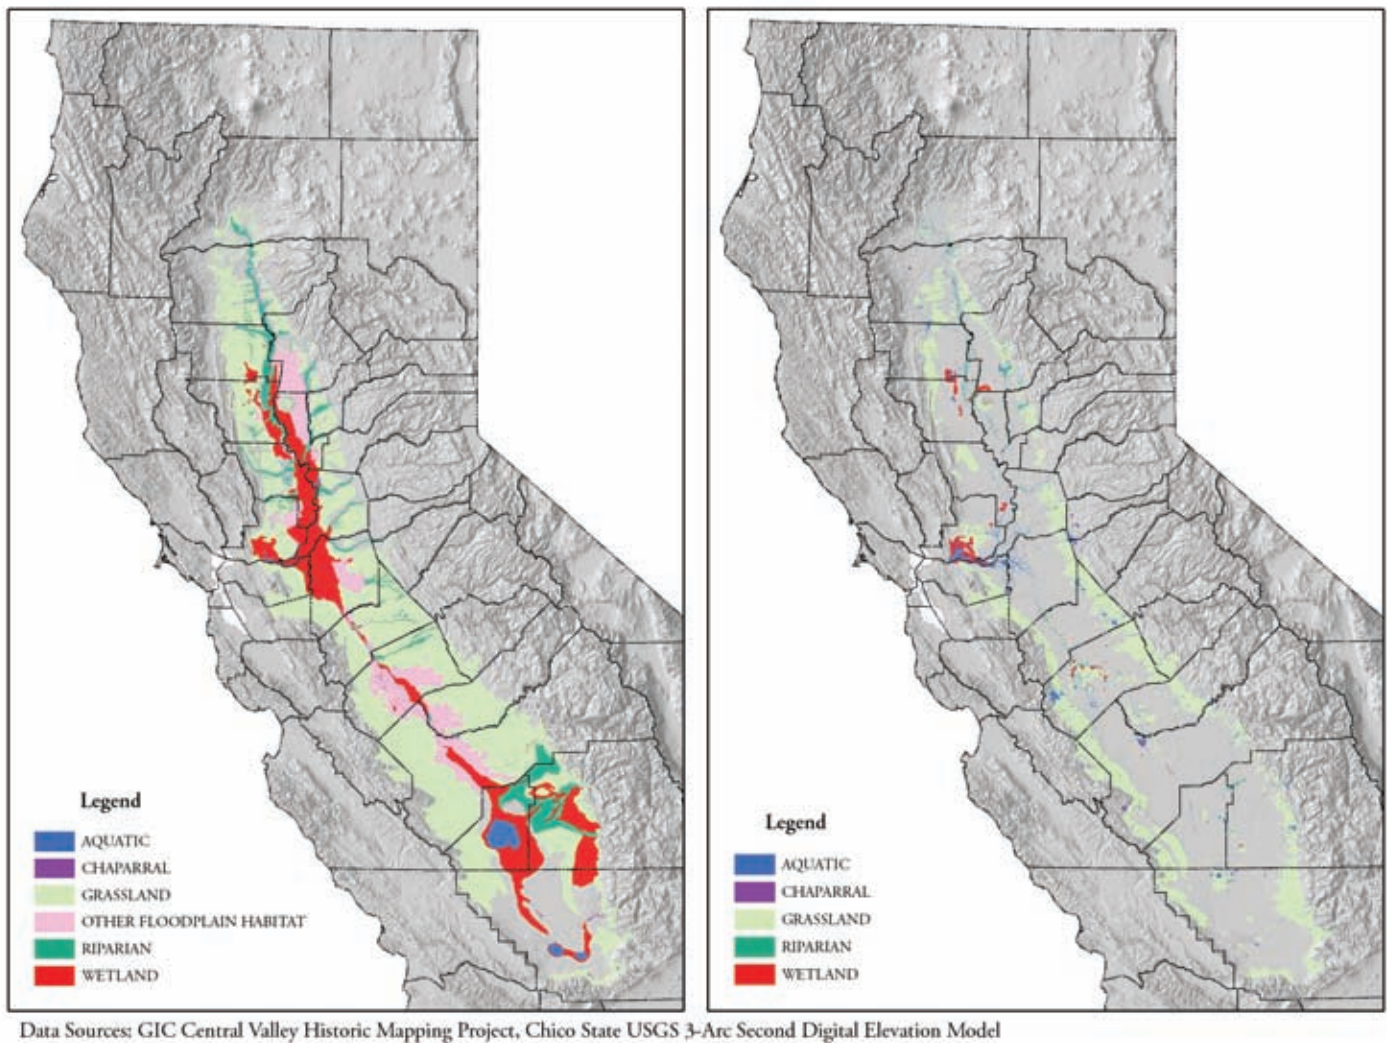 Legend
AQUATIC
CHAPARRAL
GRASSLAND
OTHER FLOODPLAIN HABITAT
RIPARIAN
WETLAND
Legend
AQUATIC
CHAPARRAL
GRASSLAND
RIPARIAN
WETLAND
Data Sources: GIC Central Valley Historic Mapping Project, Chico State USGS 3-Arc Second Digital Elevation Model